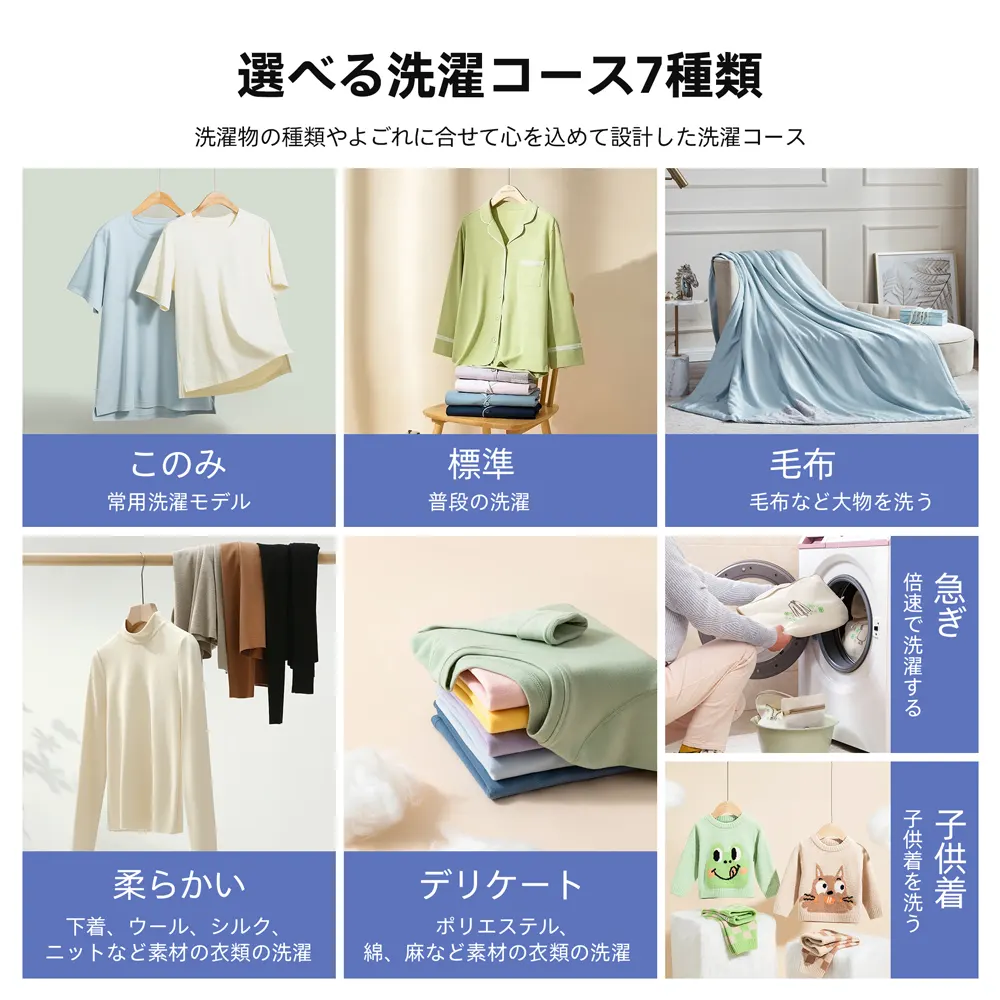 選べる洗濯コース7種類
洗濯物の種類やよごれに合せて心を込めて設計した洗濯コース
このみ
常用洗濯モデル
標準
普段の洗濯
毛布
毛布など大物を洗う
柔らかい
下着、ウール、シルク、
ニットなど素材の衣類の洗濯
デリケート
ポリエステル、
綿、麻など素材の衣類の洗濯
急ぎ
倍速で洗濯する
子供着
子供着を洗う